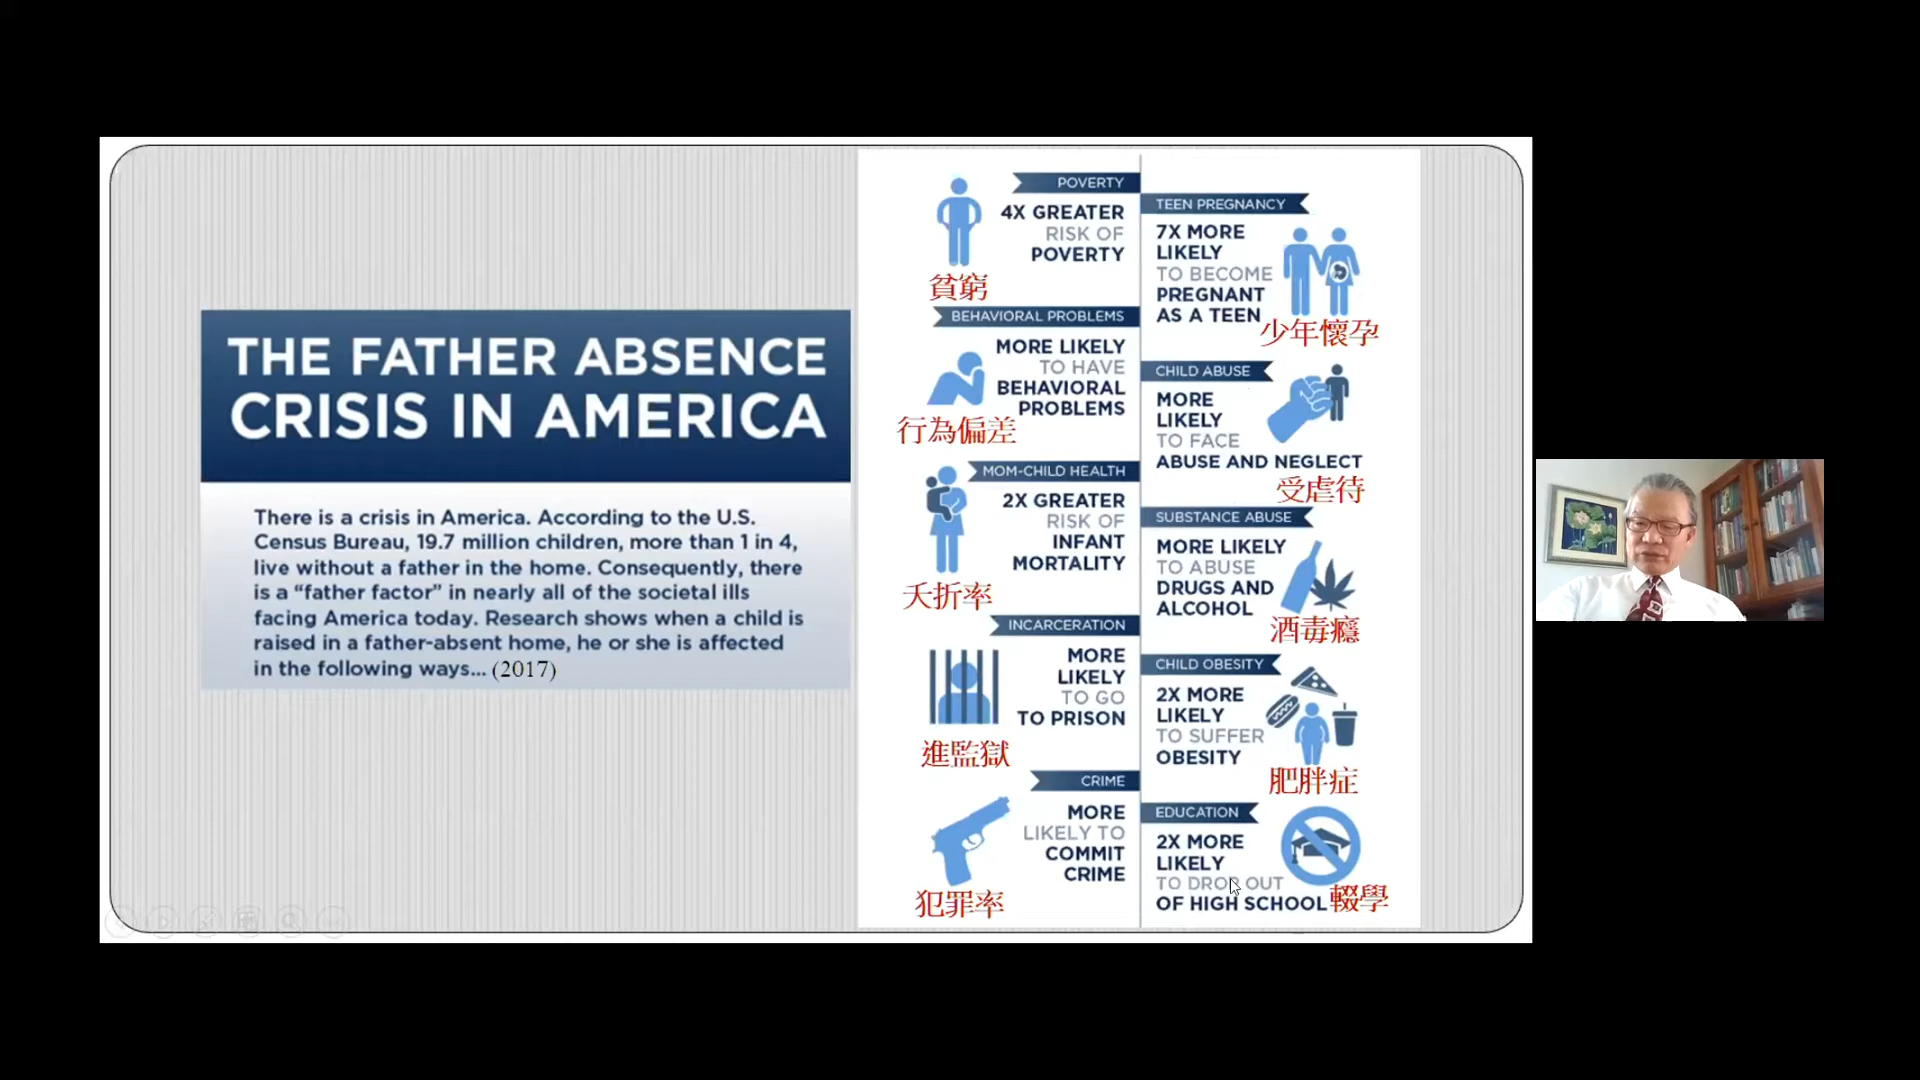 THE FATHER ABSENCE
CRISIS IN AMERICA
There is a crisis in America. According to the U.S.
Census Bureau, 19.7 million children, more than 1 in 4,
live without a father in the home. Consequently, there
is a “father factor” in nearly all of the societal ills
facing America today. Research shows when a child is
raised in a father-absent home, he or she is affected
in the following ways... (2017)
POVERTY
4X GREATER
RISK OF
POVERTY
貧窮
BEHAVIORAL PROBLEMS
MORE LIKELY
TO HAVE
BEHAVIORAL
PROBLEMS
行為偏差
MOM-CHILD HEALTH
2X GREATER
RISK OF
INFANT
MORTALITY
夭折率
INCARCERATION
MORE
LIKELY
TO GO
TO PRISON
進監獄
CRIME
MORE
LIKELY TO
COMMIT
CRIME
犯罪率
TEEN PREGNANCY
7X MORE
LIKELY
TO BECOME
PREGNANT
AS A TEEN
少年懷孕
CHILD ABUSE
MORE
LIKELY
TO FACE
ABUSE AND NEGLECT
受虐待
SUBSTANCE ABUSE
MORE LIKELY
TO ABUSE
DRUGS AND
ALCOHOL
酒毒癮
CHILD OBESITY
2X MORE
LIKELY
TO SUFFER
OBESITY
肥胖症
EDUCATION
2X MORE
LIKELY
TO DROP OUT
OF HIGH SCHOOL
輟學